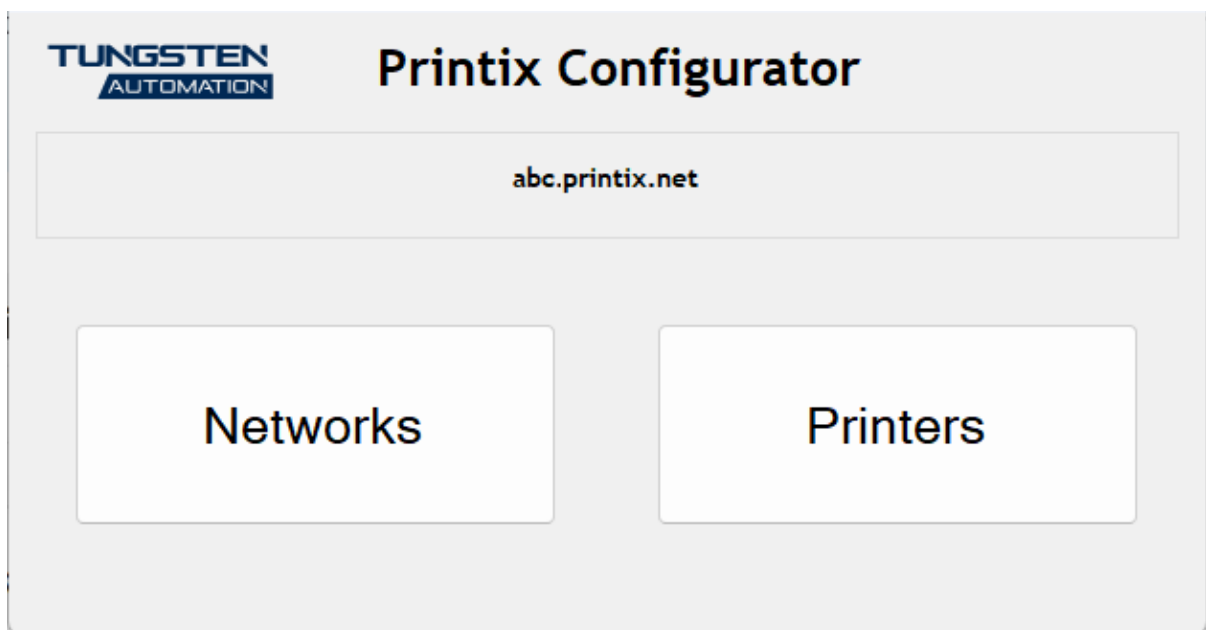 TUNGSTEN
AUTOMATION
Printix Configurator
abc.printix.net
Networks
Printers